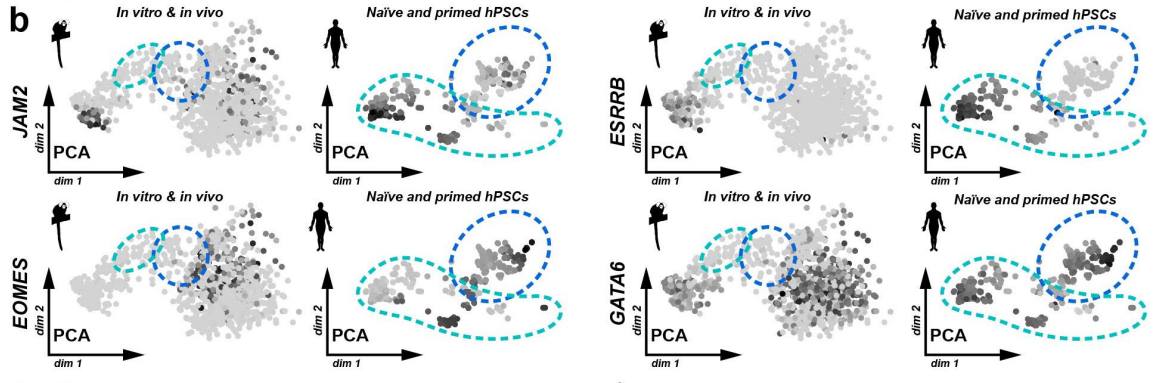 b
In vitro & in vivo
Naïve and primed hPSCs
JAM2
dim 2
PCA
dim 1
In vitro & in vivo
Naïve and primed hPSCs
ESRRB
dim 2
PCA
dim 1
dim 2
PCA
dim 1
dim 2
PCA
dim 1
In vitro & in vivo
Naïve and primed hPSCs
EOMES
dim 2
PCA
dim 1
dim 2
PCA
dim 1
In vitro & in vivo
Naïve and primed hPSCs
GATA6
dim 2
PCA
dim 1
dim 2
PCA
dim 1